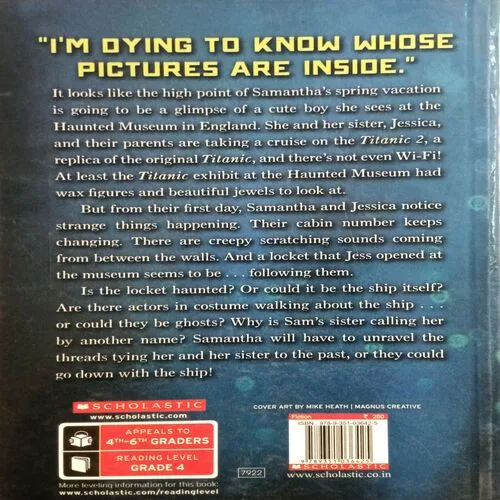 "I'M DYING TO KNOW WHOSE
PICTURES ARE INSIDE."
It looks like the high point of Samantha's spring vacation
is going to be a glimpse of a cute boy she sees at the
Haunted Museum in England. She and her sister, Jessica,
and their parents are taking a cruise on the Titanic 2, a
replica of the original Titanic, and there's not even Wi-Fi!
At least the Titanic exhibit at the Haunted Museum had
wax figures and beautiful jewels to look at.
But from their first day, Samantha and Jessica notice
strange things happening. Their cabin number keeps
changing. There are creepy scratching sounds coming
from between the walls. And a locket that Jess opened at
the museum seems to be . . . following them.
Is the locket haunted? Or could it be the ship itself?
Are there actors in costume walking about the ship . . .
or could they be ghosts? Why is Sam's sister calling her
by another name? Samantha will have to unravel the
threads tying her and her sister to the past, or they could
go down with the ship!
SCHOLASTIC
www.scholastic.com
APPEALS TO
4TH–6TH GRADERS
READING LEVEL
GRADE 4
More leveling information for this book:
www.scholastic.com/readinglevel
COVER ART BY MIKE HEATH | MAGNUS CREATIVE
Fiction
₹ 250
ISBN: 978-9-351-03642-5
9 789351 036425
7922
www.scholastic.co.in